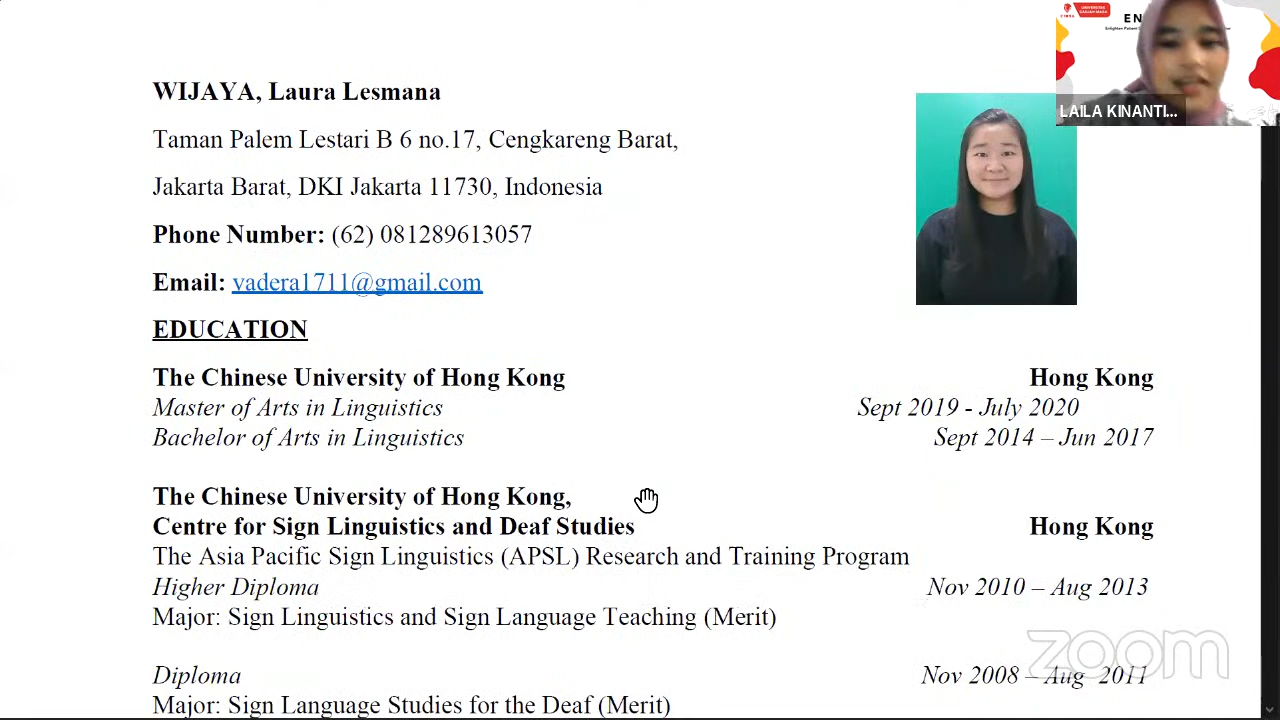 WIJAYA, Laura Lesmana
Taman Palem Lestari B 6 no.17, Cengkareng Barat,
Jakarta Barat, DKI Jakarta 11730, Indonesia
Phone Number: (62) 081289613057
Email: vadera1711@gmail.com
EDUCATION
The Chinese University of Hong Kong Hong Kong
Master of Arts in Linguistics Sept 2019 - July 2020
Bachelor of Arts in Linguistics Sept 2014 – Jun 2017
The Chinese University of Hong Kong,
Centre for Sign Linguistics and Deaf Studies Hong Kong
The Asia Pacific Sign Linguistics (APSL) Research and Training Program
Higher Diploma Nov 2010 – Aug 2013
Major: Sign Linguistics and Sign Language Teaching (Merit)
Diploma Nov 2008 – Aug 2011
Major: Sign Language Studies for the Deaf (Merit)
EN
Enlighten Patient
LAILA KINANTI...
zoom